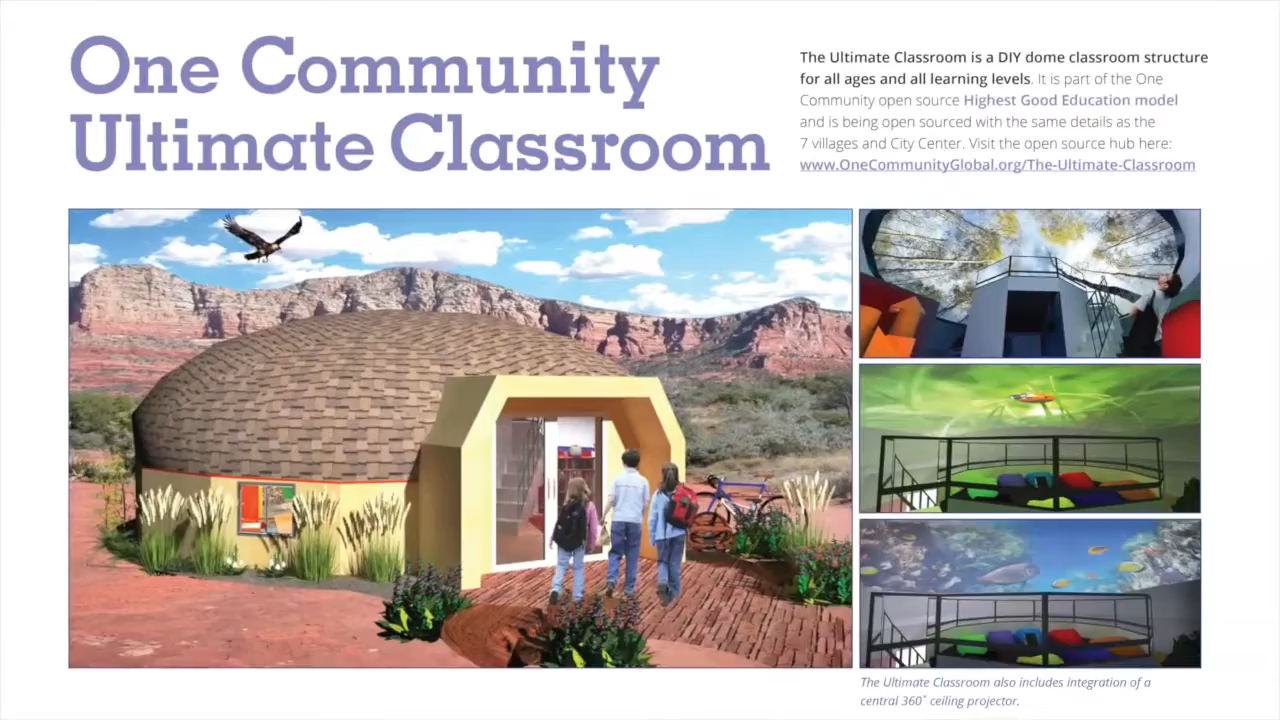 One Community
Ultimate Classroom
The Ultimate Classroom is a DIY dome classroom structure
for all ages and all learning levels. It is part of the One
Community open source Highest Good Education model
and is being open sourced with the same details as the
7 villages and City Center. Visit the open source hub here:
www.OneCommunityGlobal.org/The-Ultimate-Classroom
The Ultimate Classroom also includes integration of a
central 360˚ ceiling projector.